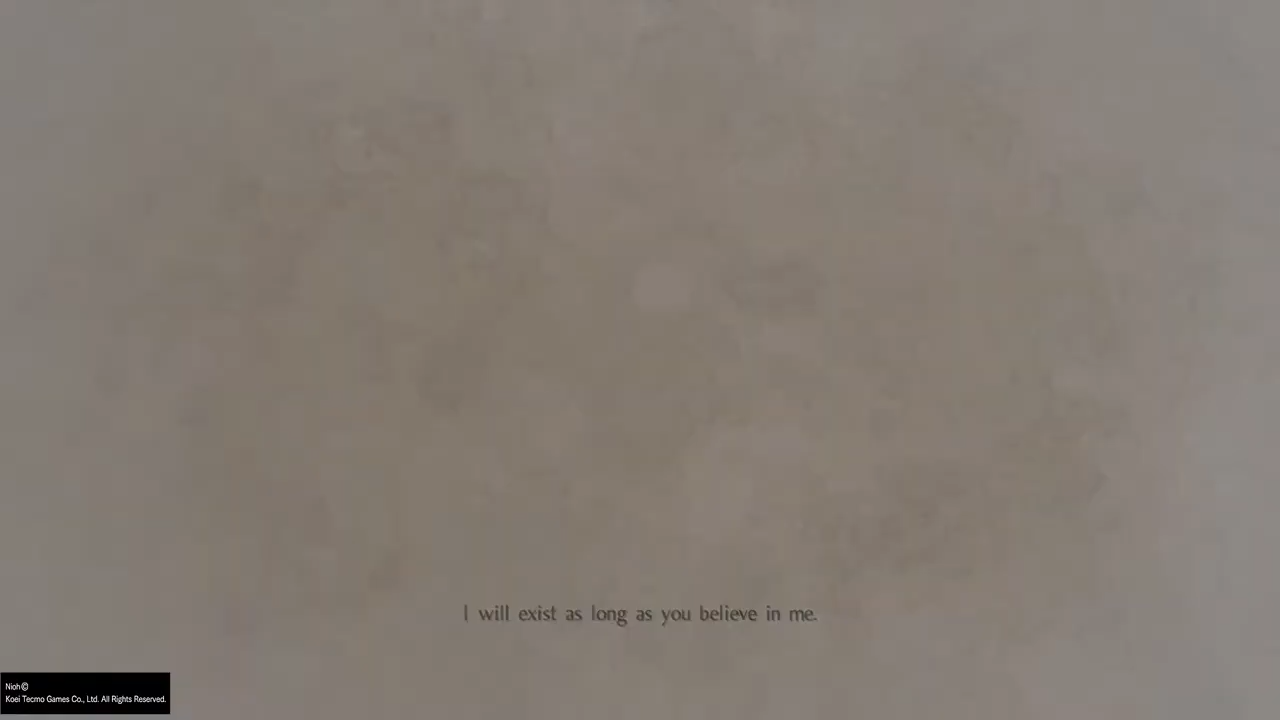 I will exist as long as you believe in me.
Nioh©
Koei Tecmo Games Co., Ltd. All Rights Reserved.